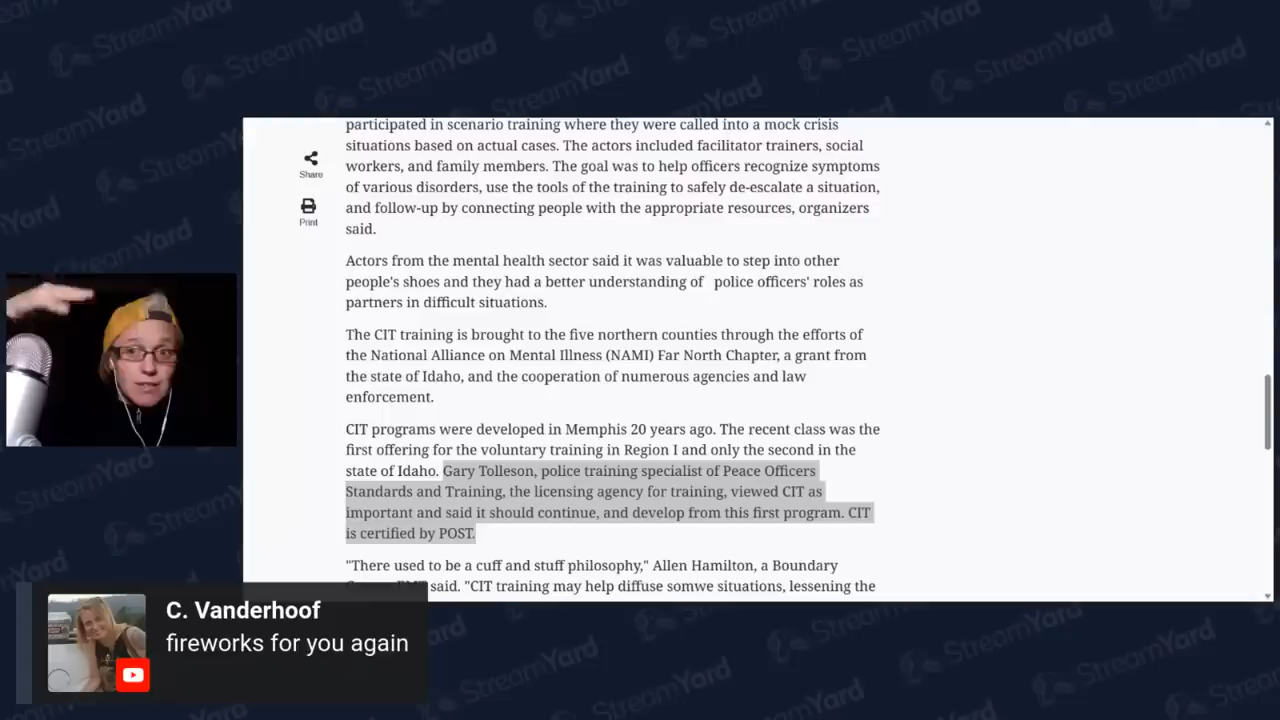 participated in scenario training where they were called into a mock crisis
situations based on actual cases. The actors included facilitator trainers, social
workers, and family members. The goal was to help officers recognize symptoms
of various disorders, use the tools of the training to safely de-escalate a situation,
and follow-up by connecting people with the appropriate resources, organizers
said.
Share
Print
Actors from the mental health sector said it was valuable to step into other
people's shoes and they had a better understanding of police officers' roles as
partners in difficult situations.
The CIT training is brought to the five northern counties through the efforts of
the National Alliance on Mental Illness (NAMI) Far North Chapter, a grant from
the state of Idaho, and the cooperation of numerous agencies and law
enforcement.
CIT programs were developed in Memphis 20 years ago. The recent class was the
first offering for the voluntary training in Region I and only the second in the
state of Idaho. Gary Tolleson, police training specialist of Peace Officers
Standards and Training, the licensing agency for training, viewed CIT as
important and said it should continue, and develop from this first program. CIT
is certified by POST.
"There used to be a cuff and stuff philosophy," Allen Hamilton, a Boundary
said. "CIT training may help diffuse somwe situations, lessening the
C. Vanderhoof
fireworks for you again
StreamYard